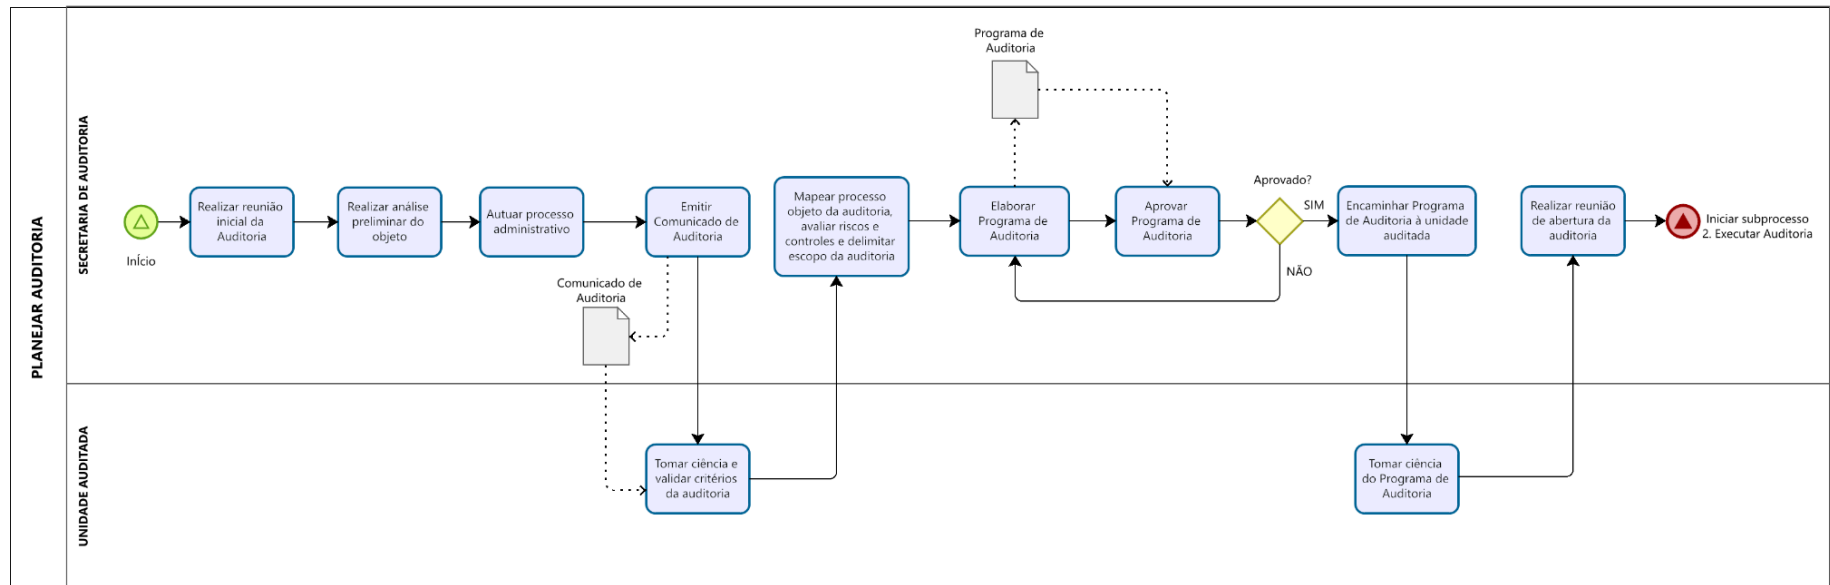 PLANEJAR AUDITORIA
SECRETARIA DE AUDITORIA
InÍcio
Realizar reunião
inicial da
Auditoria
Realizar análise
preliminar do
objeto
Autuar processo
administrativo
Emitir
Comunicado de
Auditoria
Comunicado de
Auditoria
Mapear processo
objeto da auditoria,
avaliar riscos e
controles e delimitar
escopo da auditoria
Programa de
Auditoria
Elaborar
Programa de
Auditoria
Aprovar
Programa de
Auditoria
Aprovado?
SIM
NÃO
Encaminhar Programa
de Auditoria à unidade
auditada
Realizar reunião
de abertura da
auditoria
Iniciar subprocesso
2. Executar Auditoria
UNIDADE AUDITADA
Tomar ciência e
validar critérios
da auditoria
Tomar ciência
do Programa de
Auditoria